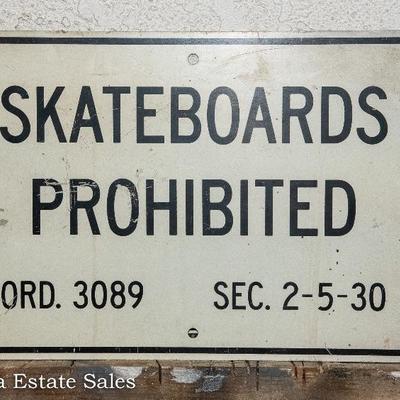 SKATEBOARDS
PROHIBITED
ORD. 3089 SEC. 2-5-30
a Estate Sales